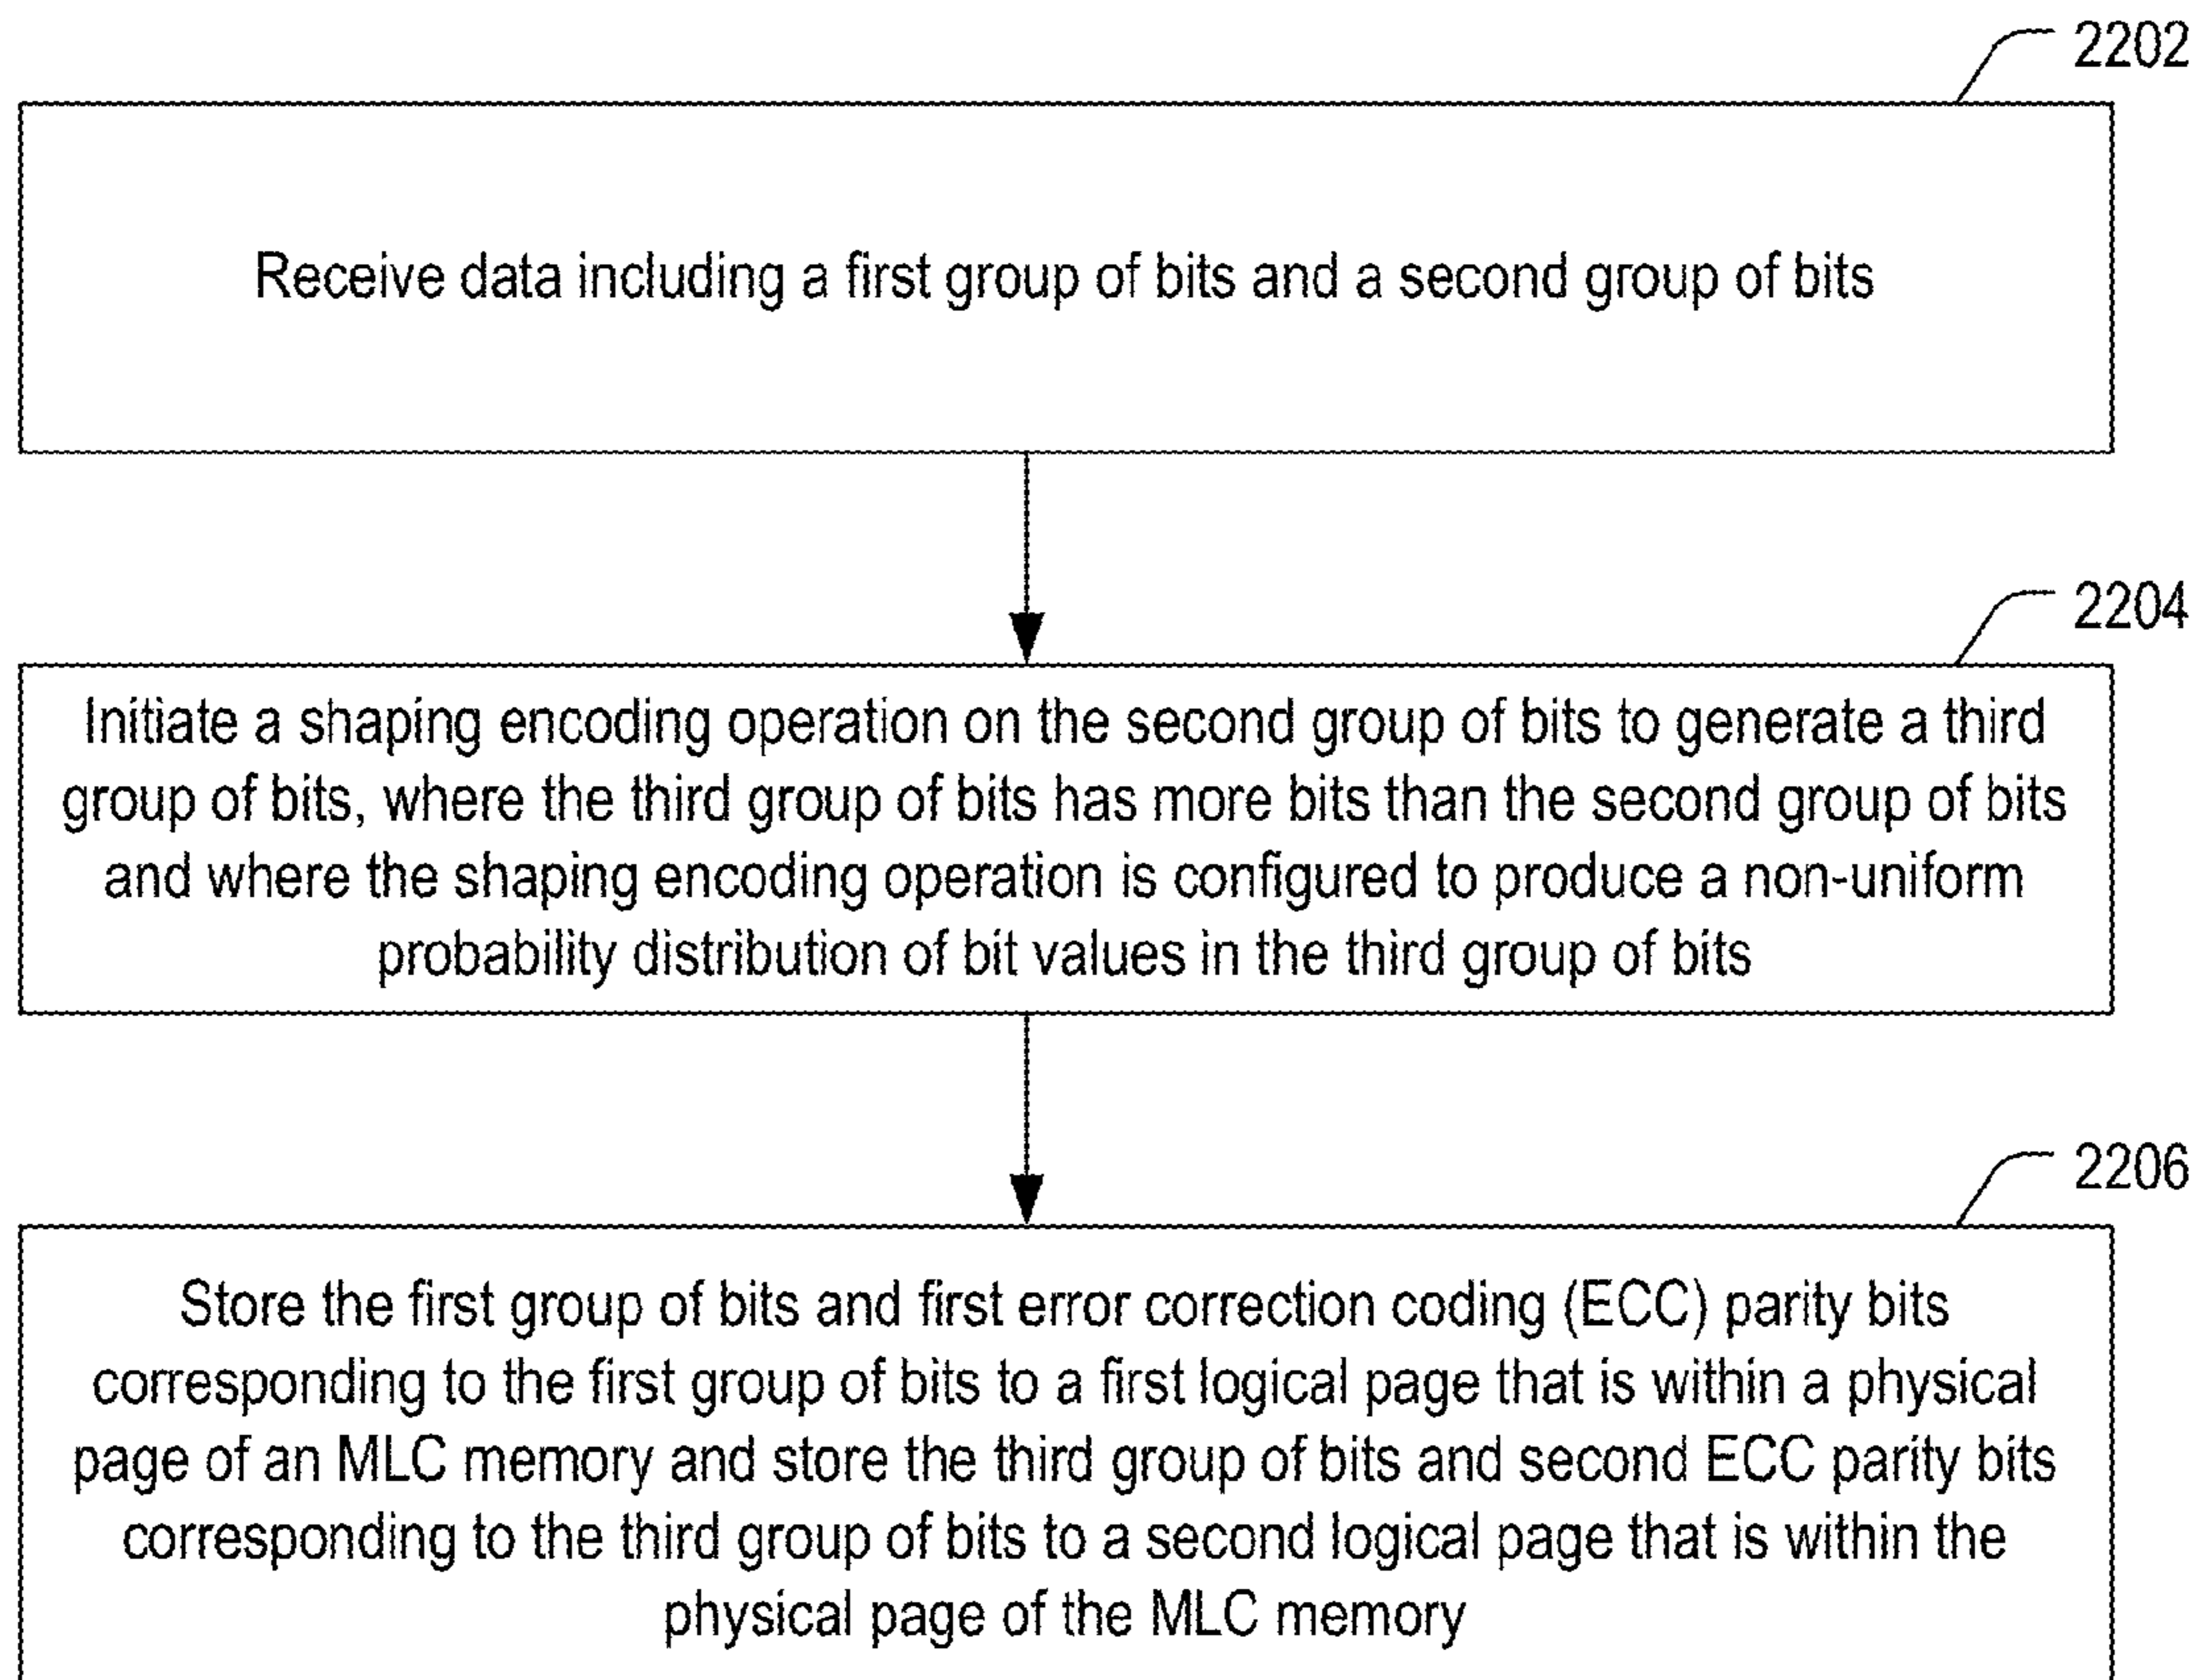 2202
Receive data including a first group of bits and a second group of bits
2204
Initiate a shaping encoding operation on the second group of bits to generate a third
group of bits, where the third group of bits has more bits than the second group of bits
and where the shaping encoding operation is configured to produce a non-uniform
probability distribution of bit values in the third group of bits
2206
Store the first group of bits and first error correction coding (ECC) parity bits
corresponding to the first group of bits to a first logical page that is within a physical
page of an MLC memory and store the third group of bits and second ECC parity bits
corresponding to the third group of bits to a second logical page that is within the
physical page of the MLC memory